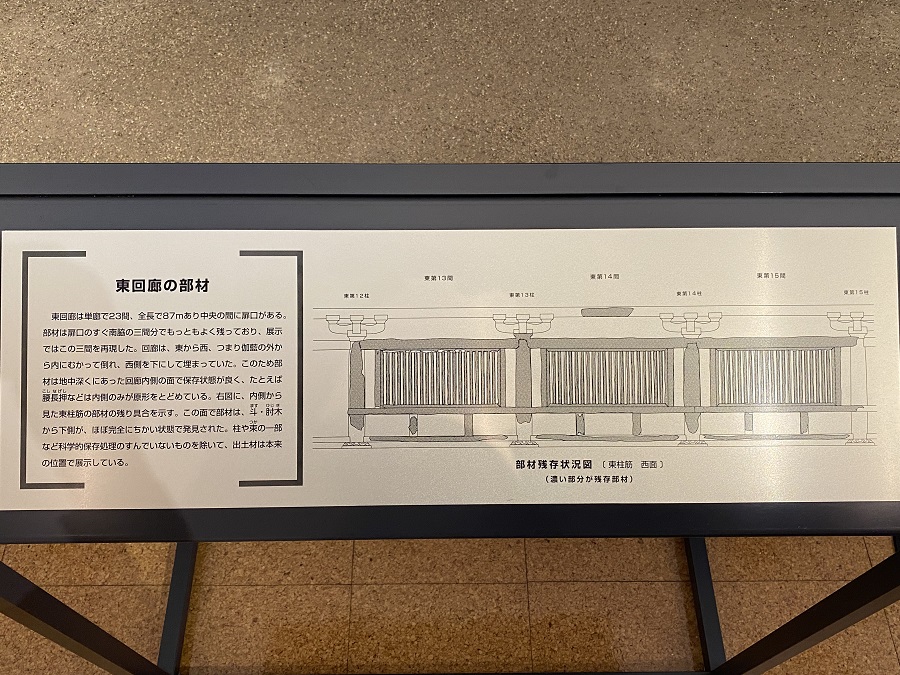 東回廊の部材
東回廊は単廊で23間、全長で87mあり中央の間に扉口がある。
部材は扉口のすぐ南脇の三間分でもっともよく残っており、展示
ではこの三間を再現した。回廊は、東から西、つまり伽藍の外か
ら内にむかって倒れ、西側を下にして埋まっていた。このため部
材は地中深くにあった回廊内側の面で保存状態が良く、たとえば
腰長押などは内側のみが原形をとどめている。右図に、内側から
見た東柱筋の部材の残り具合を示す。この面で部材は、斗・肘木
から下側が、ほぼ完全にちかい状態で発見された。柱や束の一部
など科学的保存処理のすんでいないものを除いて、出土材は本来
の位置で展示している。
東第13間 東第14間 東第15間
東第12柱 東第13柱 東第14柱 東第15柱
部材残存状況図〔東柱筋 西面〕
(濃い部分が残存部材)